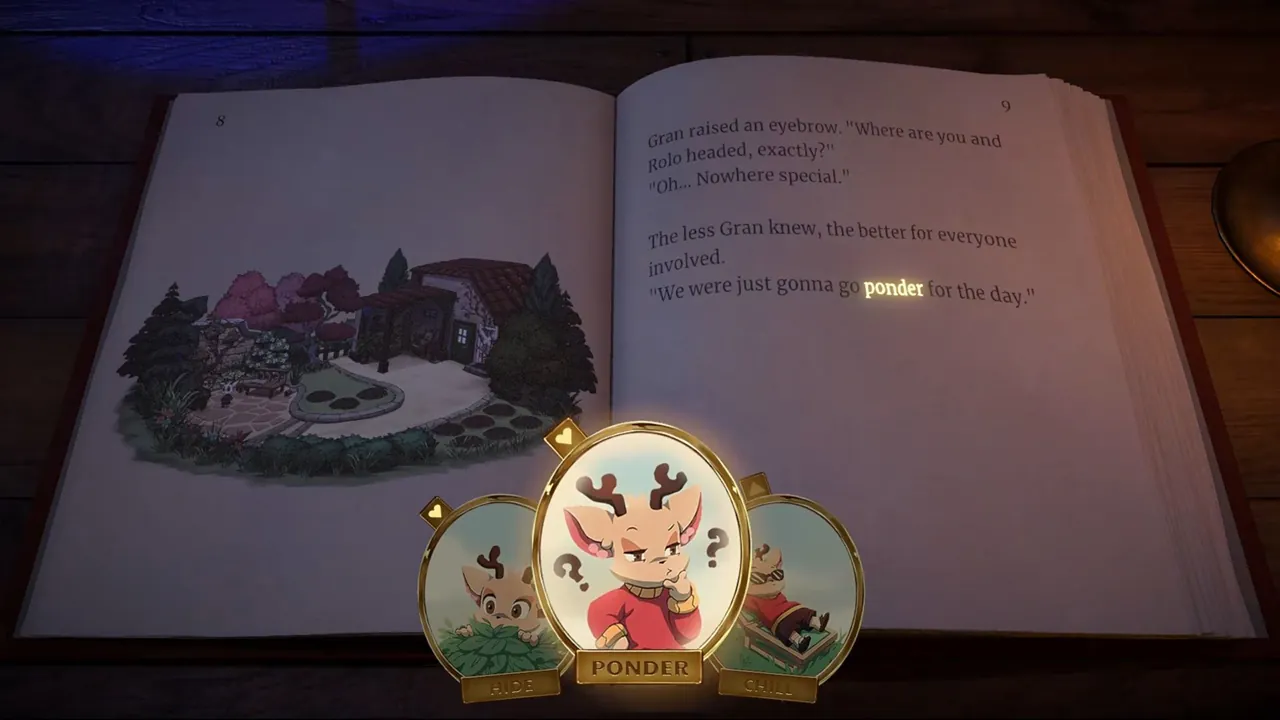 8
9
Gran raised an eyebrow. "Where are you and
Rolo headed, exactly?"
"Oh... Nowhere special."
The less Gran knew, the better for everyone
involved.
"We were just gonna go ponder for the day."
? ?
HIDE
PONDER
CHILL